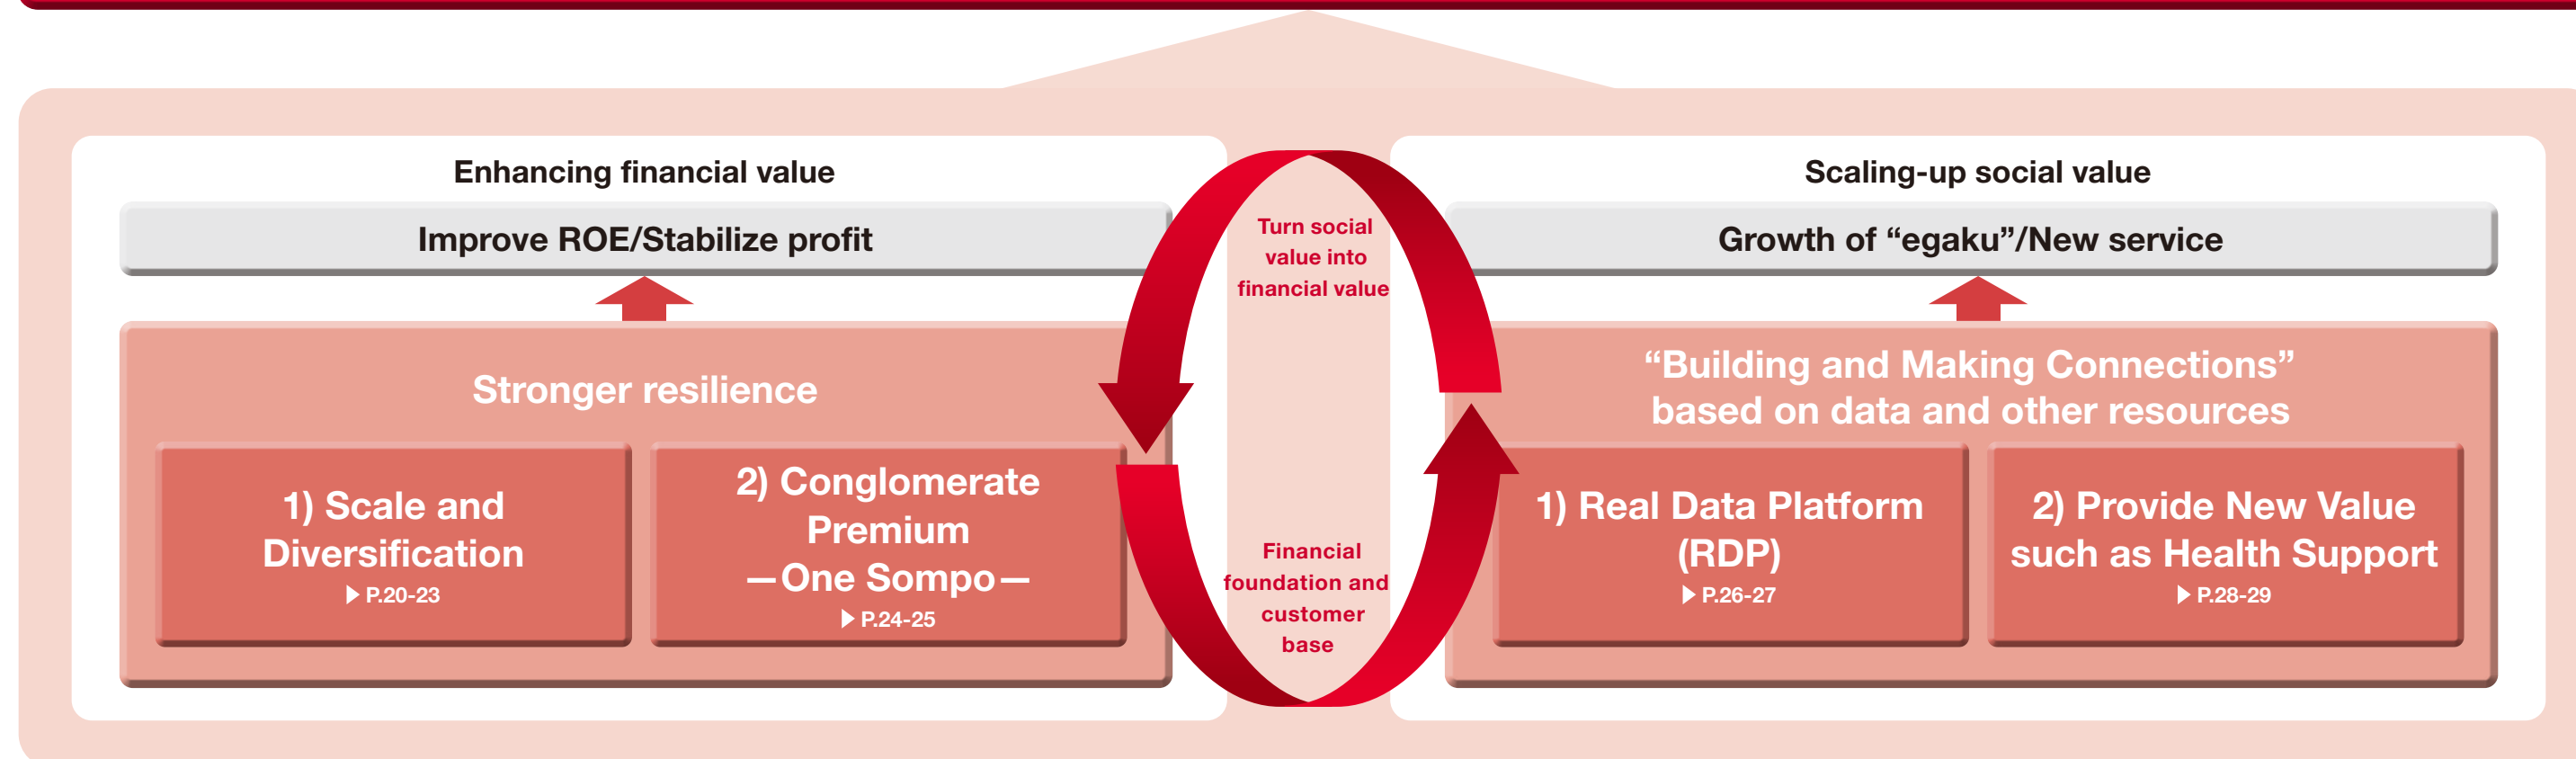 Enhancing financial value
Improve ROE/Stabilize profit
Stronger resilience
1) Scale and
Diversification
▶ P.20-23
2) Conglomerate
Premium
—One Sompo—
▶ P.24-25
Turn social
value into
financial value
Financial
foundation and
customer
base
Scaling-up social value
Growth of “egaku”/New service
“Building and Making Connections”
based on data and other resources
1) Real Data Platform
(RDP)
▶ P.26-27
2) Provide New Value
such as Health Support
▶ P.28-29